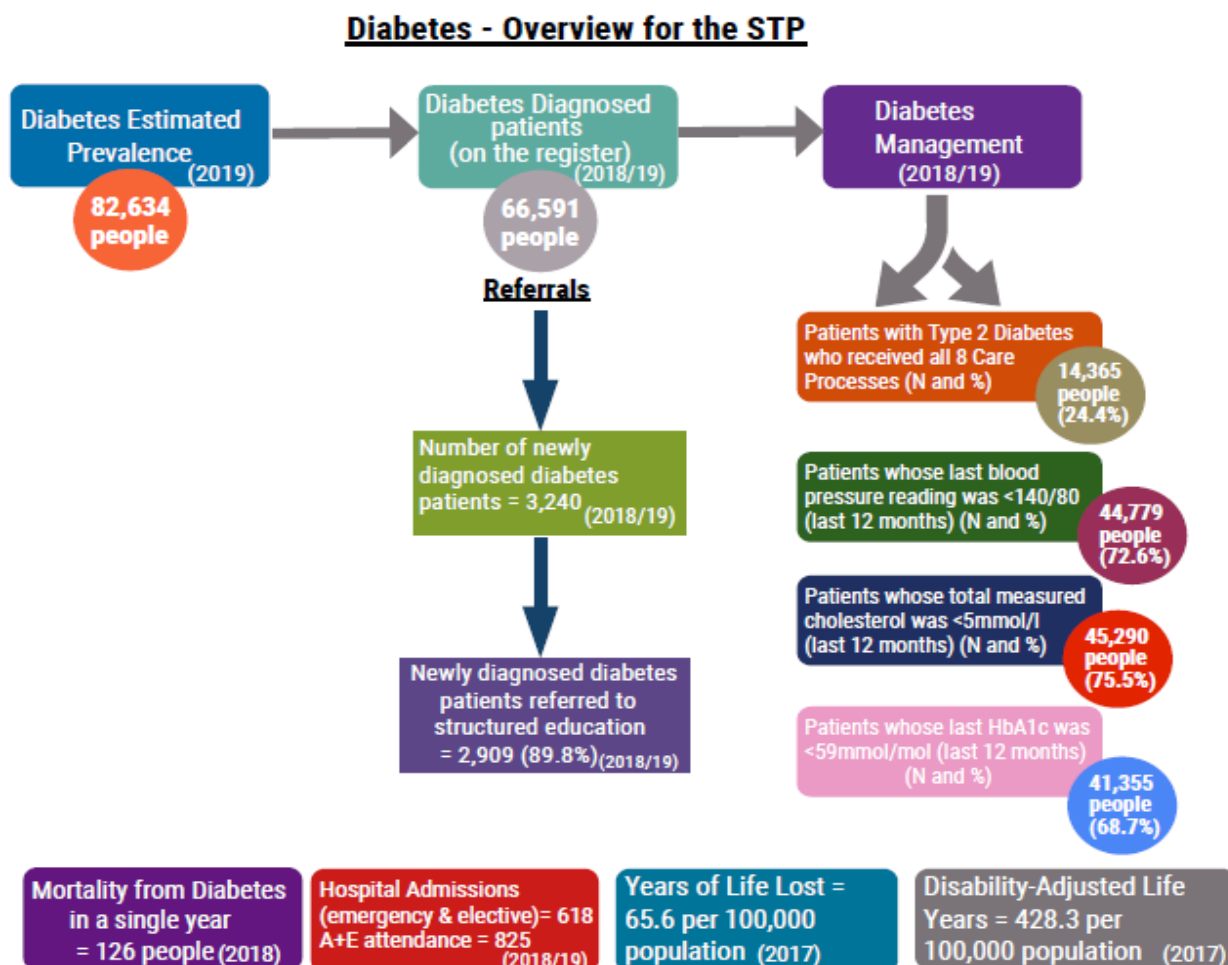 Diabetes - Overview for the STP
Diabetes Estimated
Prevalence (2019)
82,634
people
Diabetes Diagnosed
patients
(on the register)
(2018/19)
66,591
people
Diabetes
Management
(2018/19)
Referrals
Number of newly
diagnosed diabetes
patients = 3,240 (2018/19)
Newly diagnosed diabetes
patients referred to
structured education
= 2,909 (89.8%) (2018/19)
Patients with Type 2 Diabetes
who received all 8 Care
Processes (N and %)
14,365
people
(24.4%)
Patients whose last blood
pressure reading was <140/80
(last 12 months) (N and %)
44,779
people
(72.6%)
Patients whose total measured
cholesterol was <5mmol/l
(last 12 months) (N and %)
45,290
people
(75.5%)
Patients whose last HbA1c was
<59mmol/mol (last 12 months)
(N and %)
41,355
people
(68.7%)
Mortality from Diabetes
in a single year
= 126 people (2018)
Hospital Admissions
(emergency & elective)= 618
A+E attendance = 825
(2018/19)
Years of Life Lost =
65.6 per 100,000
population (2017)
Disability-Adjusted Life
Years = 428.3 per
100,000 population (2017)